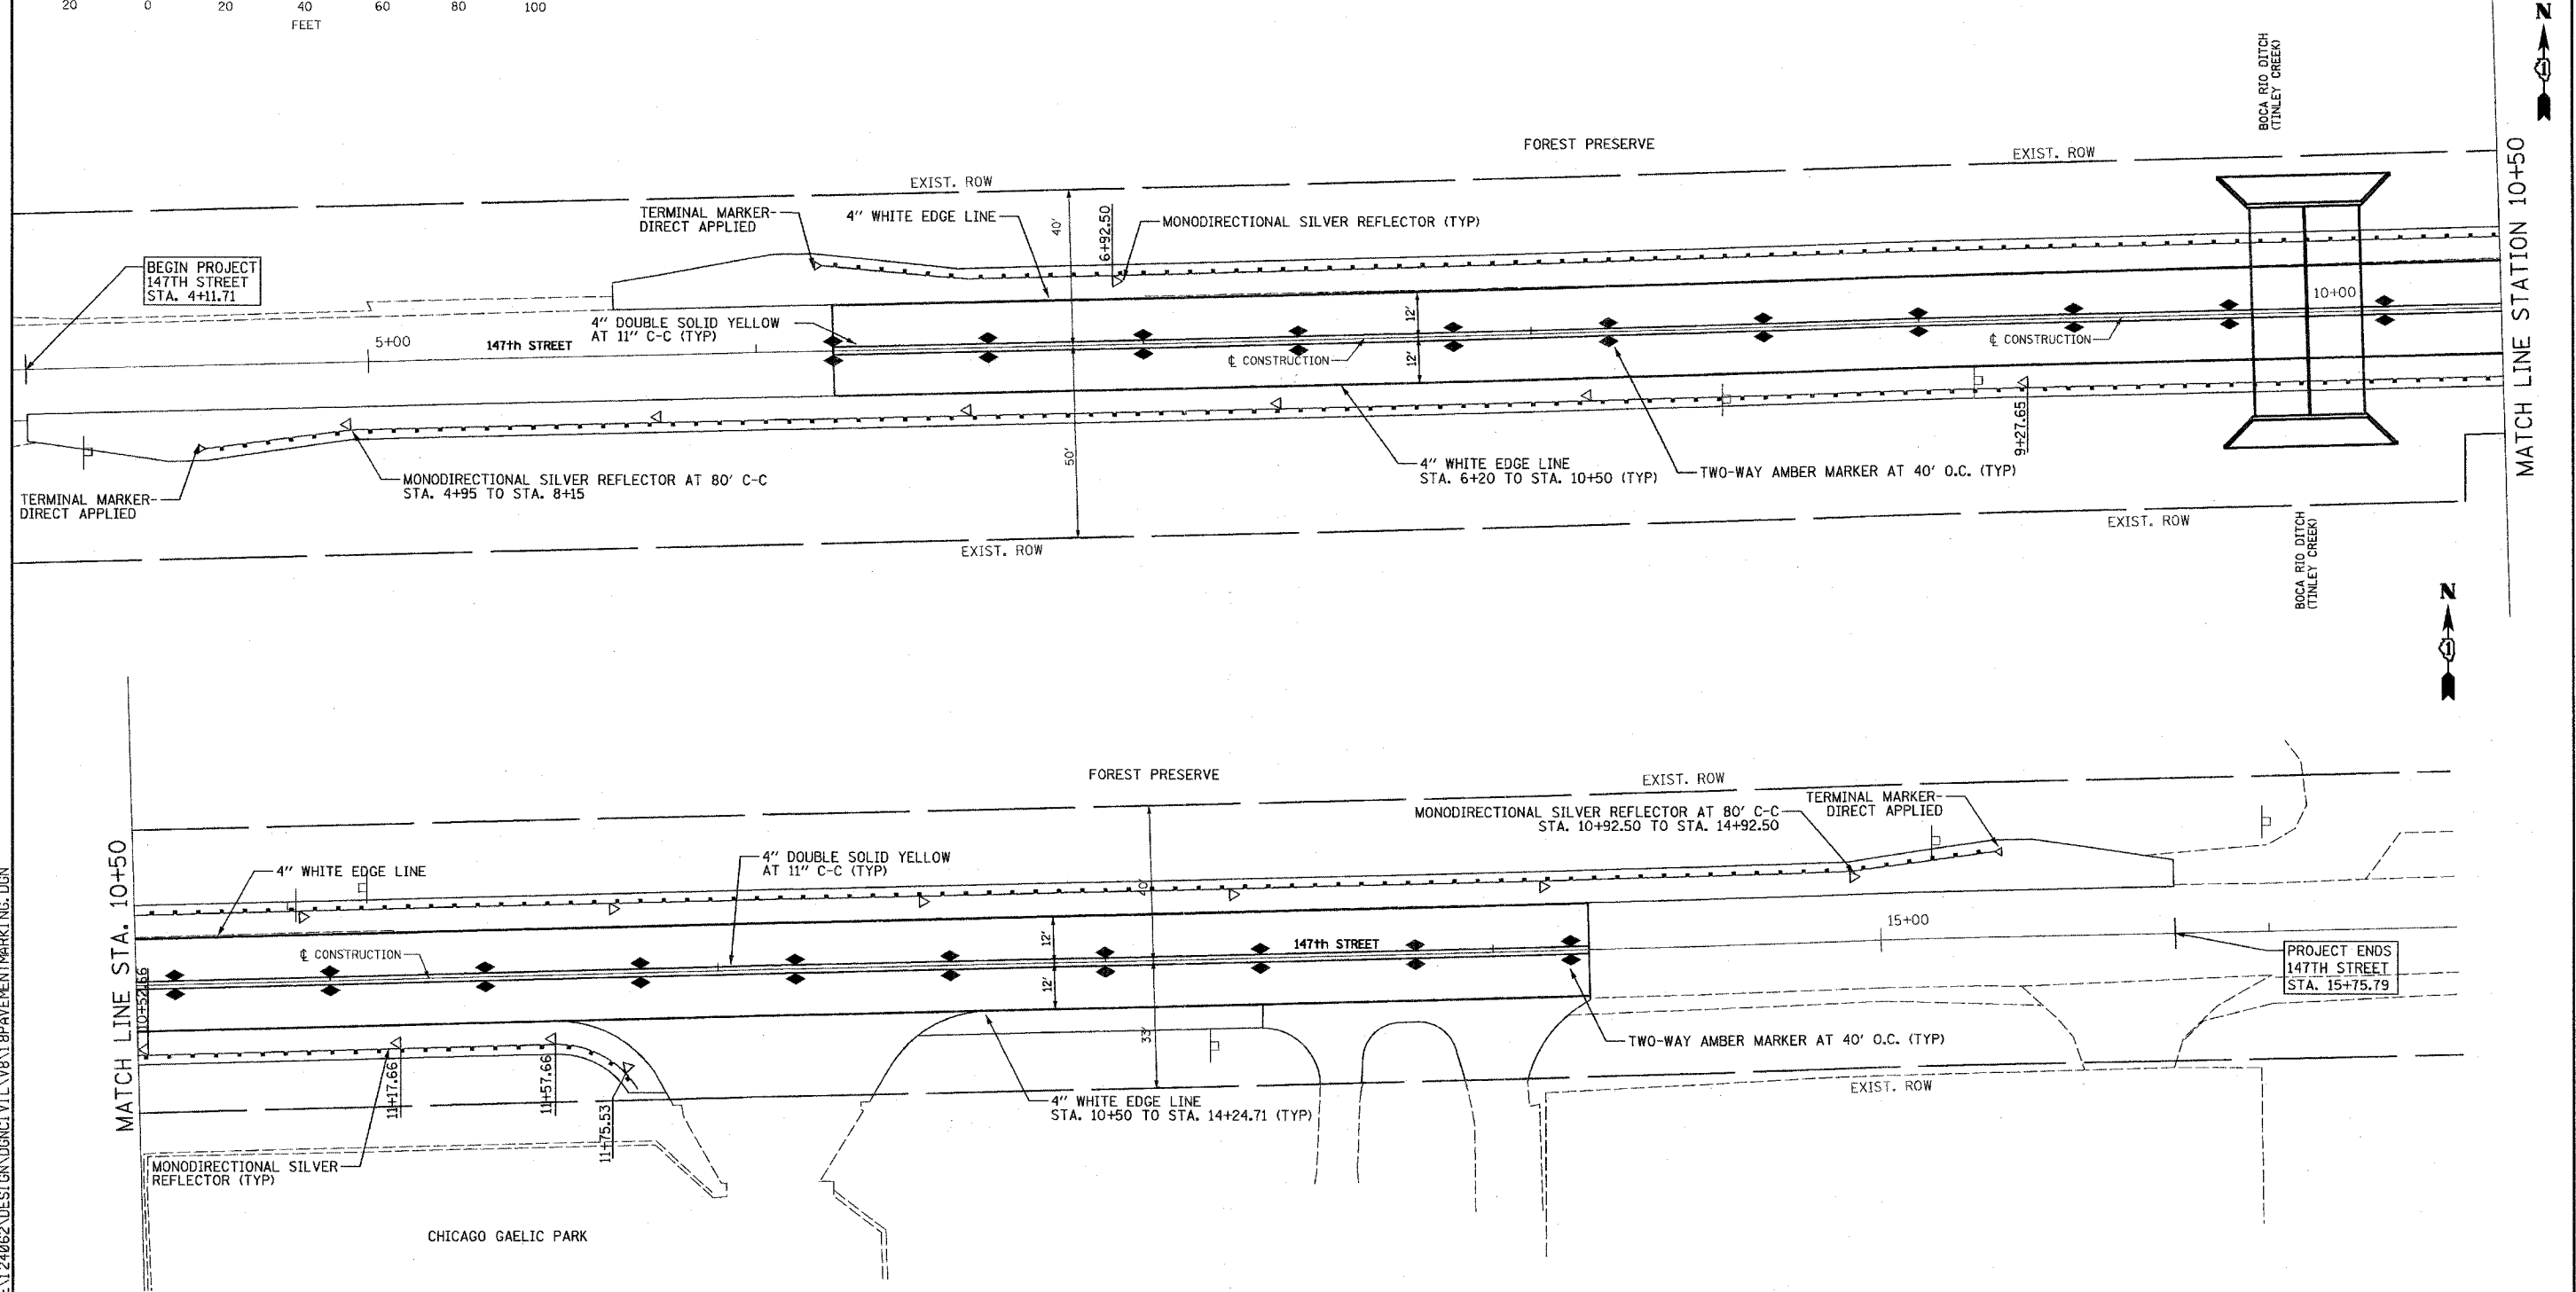 20 0 20 40 60 80 100
FEET
N
BOCA RIO DITCH
(TINLEY CREEK)
FOREST PRESERVE
EXIST. ROW
EXIST. ROW
TERMINAL MARKER-
DIRECT APPLIED
4" WHITE EDGE LINE
40'
6+92.50
MONODIRECTIONAL SILVER REFLECTOR (TYP)
MATCH LINE STATION 10+50
BEGIN PROJECT
147TH STREET
STA. 4+11.71
10+00
4" DOUBLE SOLID YELLOW
AT 11" C-C (TYP)
12'
5+00
147th STREET
℄ CONSTRUCTION
12'
℄ CONSTRUCTION
9+27.65
50'
4" WHITE EDGE LINE
STA. 6+20 TO STA. 10+50 (TYP)
TWO-WAY AMBER MARKER AT 40' O.C. (TYP)
MONODIRECTIONAL SILVER REFLECTOR AT 80' C-C
STA. 4+95 TO STA. 8+15
TERMINAL MARKER-
DIRECT APPLIED
EXIST. ROW
EXIST. ROW
BOCA RIO DITCH
(TINLEY CREEK)
N
1
1
FOREST PRESERVE
EXIST. ROW
MONODIRECTIONAL SILVER REFLECTOR AT 80' C-C
STA. 10+92.50 TO STA. 14+92.50
TERMINAL MARKER-
DIRECT APPLIED
MATCH LINE STA. 10+50
4" WHITE EDGE LINE
4" DOUBLE SOLID YELLOW
AT 11" C-C (TYP)
40'
15+00
℄ CONSTRUCTION
12'
147th STREET
PROJECT ENDS
147TH STREET
STA. 15+75.79
10+52.66
12'
33'
TWO-WAY AMBER MARKER AT 40' O.C. (TYP)
11+17.66
11+57.66
11+75.53
4" WHITE EDGE LINE
STA. 10+50 TO STA. 14+24.71 (TYP)
EXIST. ROW
MONODIRECTIONAL SILVER
REFLECTOR (TYP)
CHICAGO GAELIC PARK